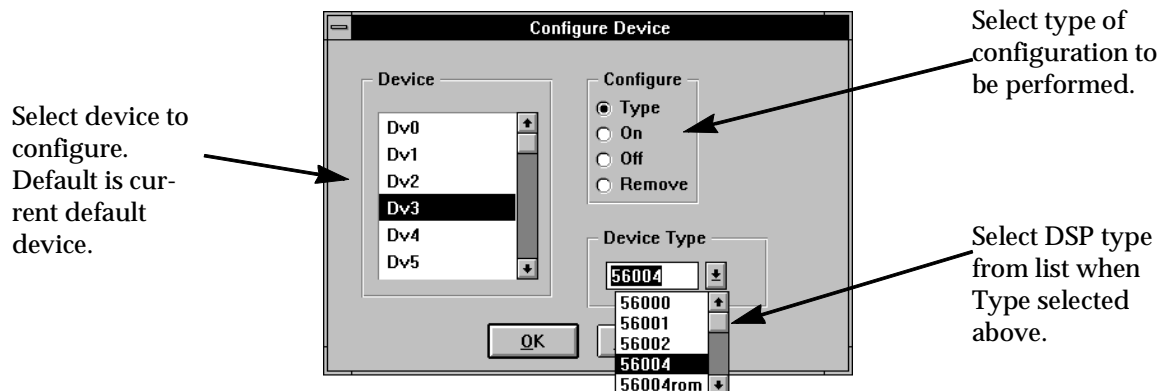 Configure Device
Select device to
configure.
Default is cur-
rent default
device.
Device
Dv0
Dv1
Dv2
Dv3
Dv4
Dv5
Configure
Type
On
Off
Remove
Select type of
configuration to
be performed.
Device Type
56004
56000
56001
56002
56004
56004rom
OK
Select DSP type
from list when
Type selected
above.